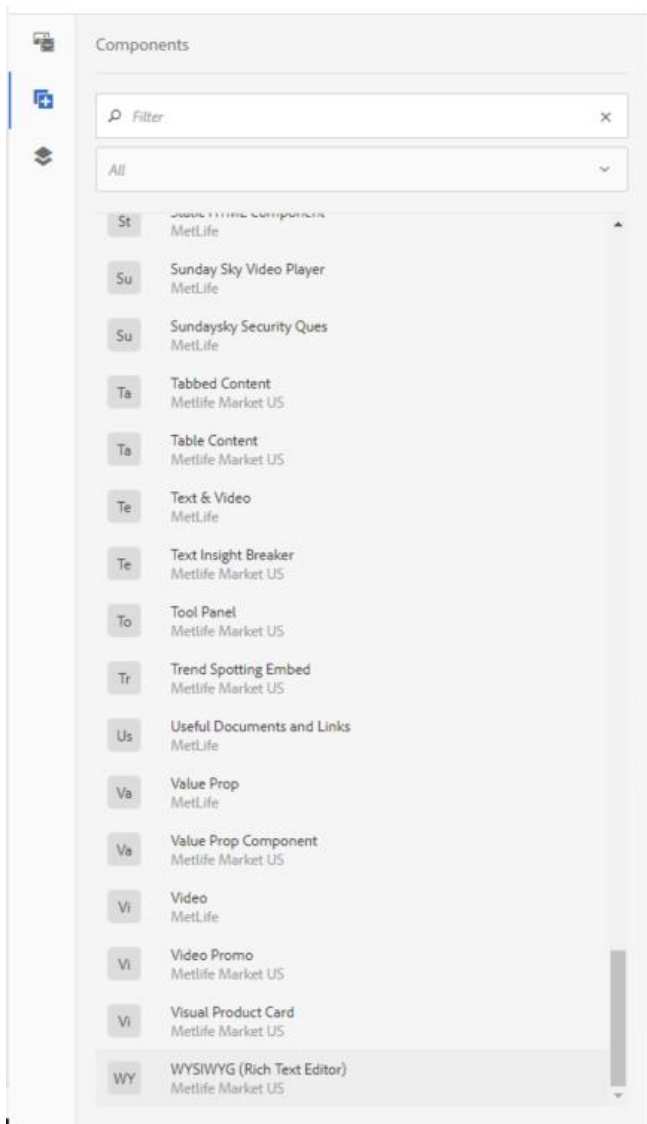 Components
Filter
All
St
Static HTML Component
MetLife
Su
Sunday Sky Video Player
MetLife
Su
Sundaysky Security Ques
MetLife
Ta
Tabbed Content
Metlife Market US
Ta
Table Content
Metlife Market US
Te
Text & Video
MetLife
Te
Text Insight Breaker
Metlife Market US
To
Tool Panel
Metlife Market US
Tr
Trend Spotting Embed
Metlife Market US
Us
Useful Documents and Links
MetLife
Va
Value Prop
MetLife
Va
Value Prop Component
Metlife Market US
Vi
Video
MetLife
Vi
Video Promo
Metlife Market US
Vi
Visual Product Card
Metlife Market US
WY
WYSIWYG (Rich Text Editor)
Metlife Market US